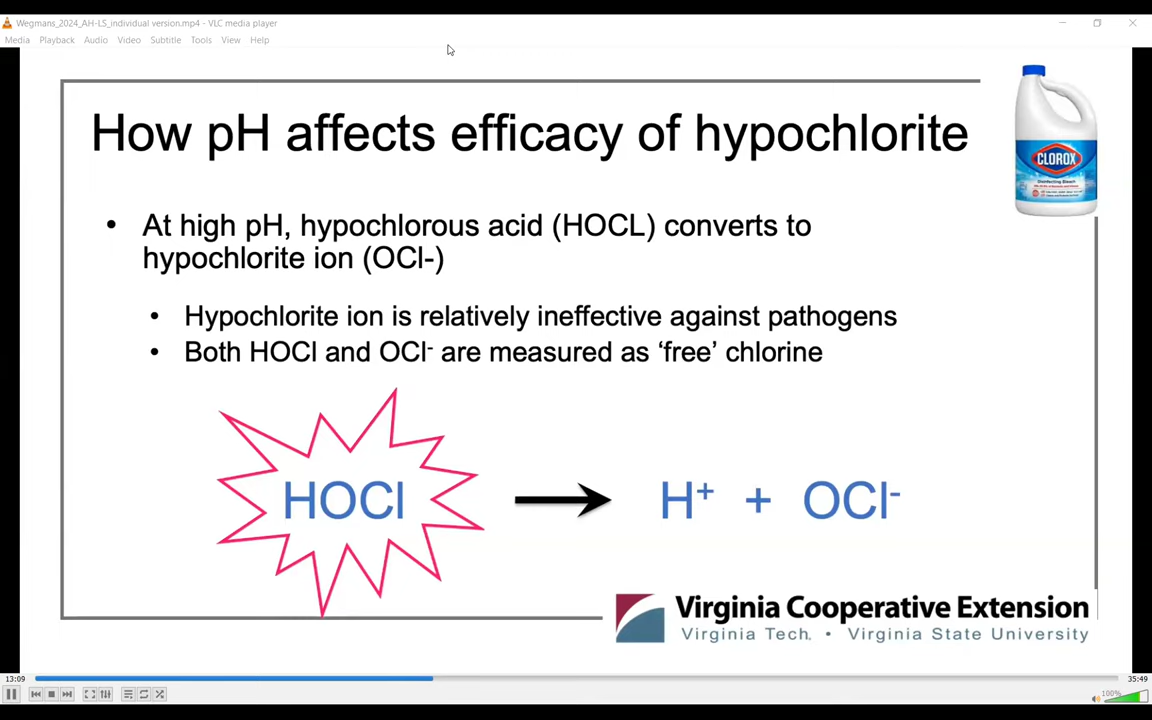 Wegmans_2024_AH-LS_individual version.mp4 - VLC media player
Media Playback Audio Video Subtitle Tools View Help
How pH affects efficacy of hypochlorite
CLOROX
• At high pH, hypochlorous acid (HOCL) converts to
hypochlorite ion (OCl-)
• Hypochlorite ion is relatively ineffective against pathogens
• Both HOCl and OCl⁻ are measured as ‘free’ chlorine
HOCl → H⁺ + OCl⁻
Virginia Cooperative Extension
Virginia Tech. • Virginia State University
13:09 35:49
100%